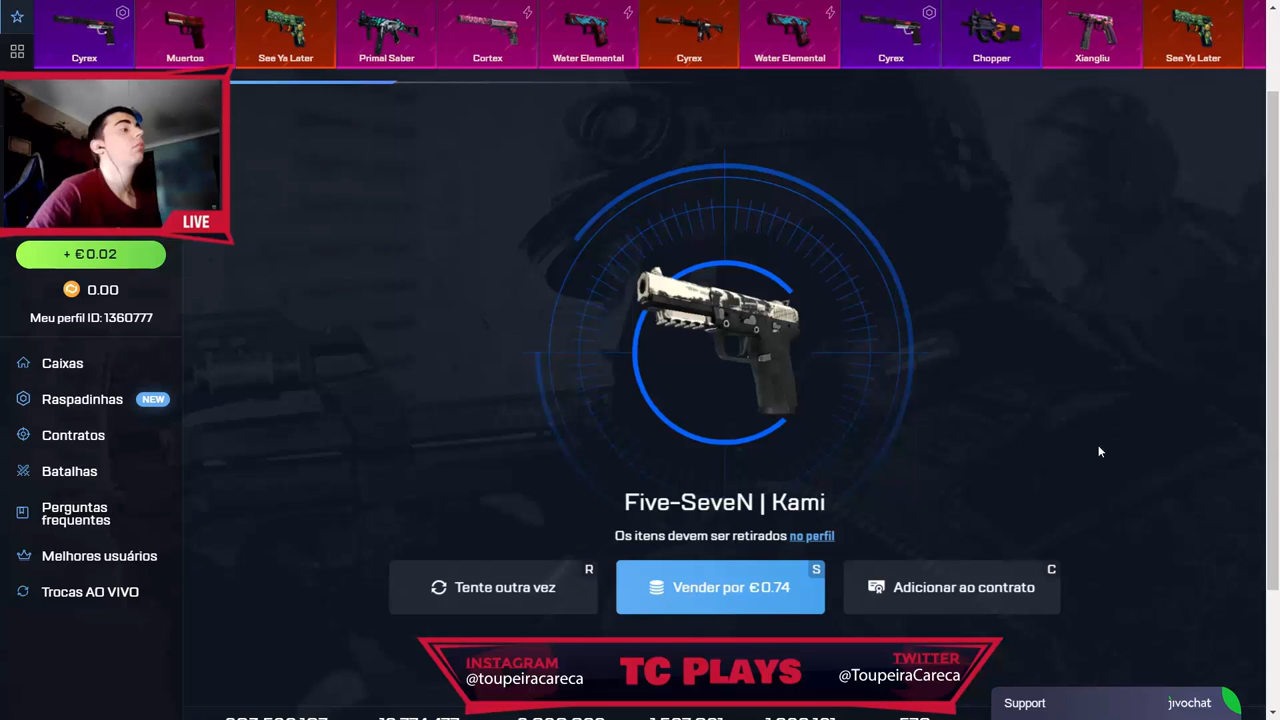 Cyrex
Muertos
See Ya Later
Primal Saber
Cortex
Water Elemental
Cyrex
Water Elemental
Cyrex
Chopper
Xiangliu
See Ya Later
LIVE
+ €0.02
0.00
Meu perfil ID: 1360777
Caixas
Raspadinhas NEW
Contratos
Batalhas
Perguntas
frequentes
Melhores usuários
Trocas AO VIVO
Five-SeveN | Kami
Os itens devem ser retirados no perfil
Tente outra vez R
Vender por €0.74 S
Adicionar ao contrato C
INSTAGRAM
@toupeiracareca
TC PLAYS
TWITTER
@ToupeiraCareca
Support
jivochat